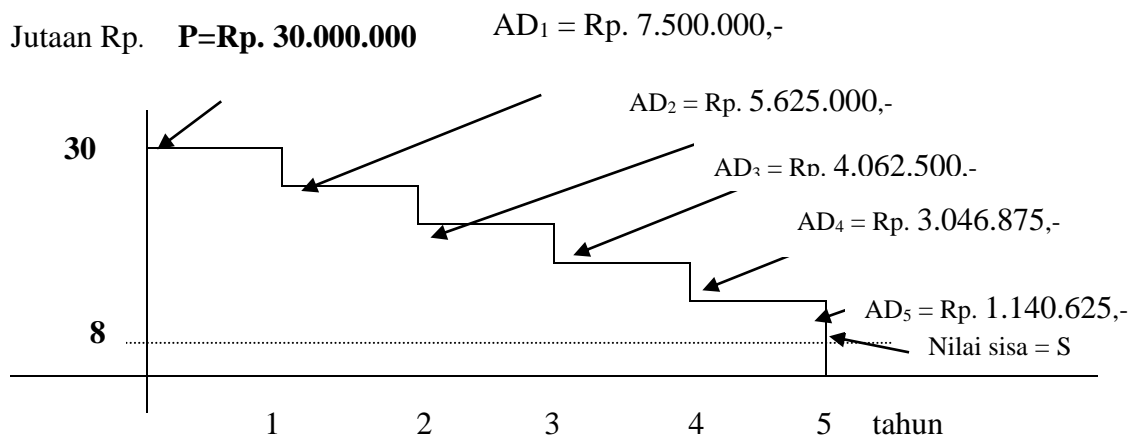 Jutaan Rp. P=Rp. 30.000.000 AD₁ = Rp. 7.500.000,-
AD₂ = Rp. 5.625.000,-
30
AD₃ = Rp. 4.062.500.-
AD₄ = Rp. 3.046.875,-
AD₅ = Rp. 1.140.625,-
8
Nilai sisa = S
1 2 3 4 5 tahun